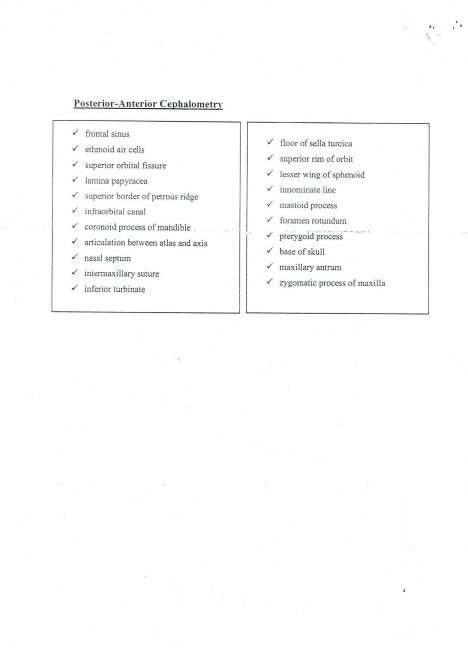 Posterior-Anterior Cephalometry
✓ frontal sinus
✓ ethmoid air cells
✓ superior orbital fissure
✓ lamina papyracea
✓ superior border of petrous ridge
✓ infraorbital canal
✓ coronoid process of mandible
✓ articulation between atlas and axis
✓ nasal septum
✓ intermaxillary suture
✓ inferior turbinate
✓ floor of sella turcica
✓ superior rim of orbit
✓ lesser wing of sphenoid
✓ innominate line
✓ mastoid process
✓ foramen rotundum
✓ pterygoid process
✓ base of skull
✓ maxillary antrum
✓ zygomatic process of maxilla